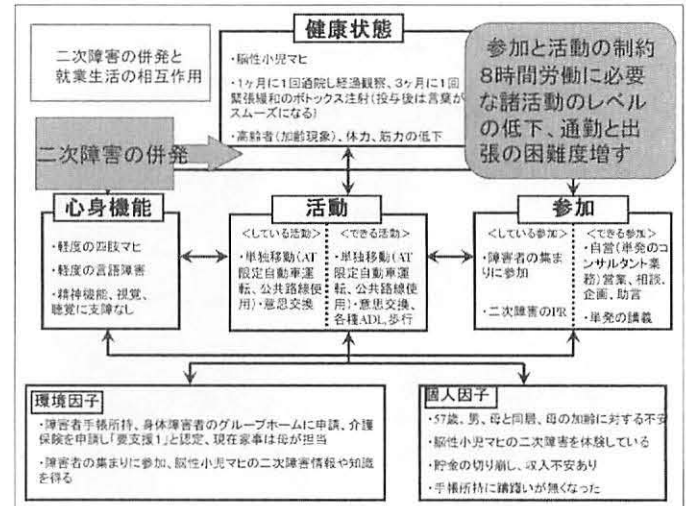 健康状態
二次障害の併発と
就業生活の相互作用
・脳性小児マヒ
・1ヶ月に1回通院し経過観察、3ヶ月に1回
緊張緩和のボトックス注射(投与後は言葉が
スムーズになる)
・高齢者(加齢現象)、体力、筋力の低下
参加と活動の制約
8時間労働に必要
な諸活動のレベル
の低下、通勤と出
張の困難度増す
二次障害の併発
心身機能
・軽度の四肢マヒ
・軽度の言語障害
・精神機能、視覚、
聴覚に支障なし
活動
<している活動>
・単独移動(AT
限定自動車運
転、公共路線使
用)・意思交換
<できる活動>
・単独移動(AT
限定自動車運
転、公共路線使
用)・意思交換、
各種ADL,歩行
参加
<している参加>
・障害者の集ま
りに参加
・二次障害のPR
<できる参加>
・自営(単発のコ
ンサルタント業
務)営業、相談、
企画、助言
・単発の講義
環境因子
・障害者手帳所持、身体障害者のグループホームに申請、介護
保険を申請し「要支援1」と認定、現在家事は母が担当
・障害者の集まりに参加、脳性小児マヒの二次障害情報や知識
を得る
個人因子
・57歳、男、母と同居、母の加齢に対する不安
・脳性小児マヒの二次障害を体験している
・貯金の切り崩し、収入不安あり
・手帳所持に躊躇いが無くなった